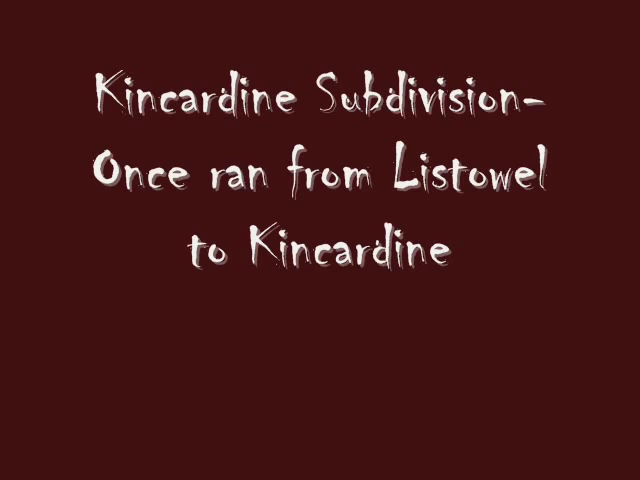 Kincardine Subdivision-
Once ran from Listowel
to Kincardine